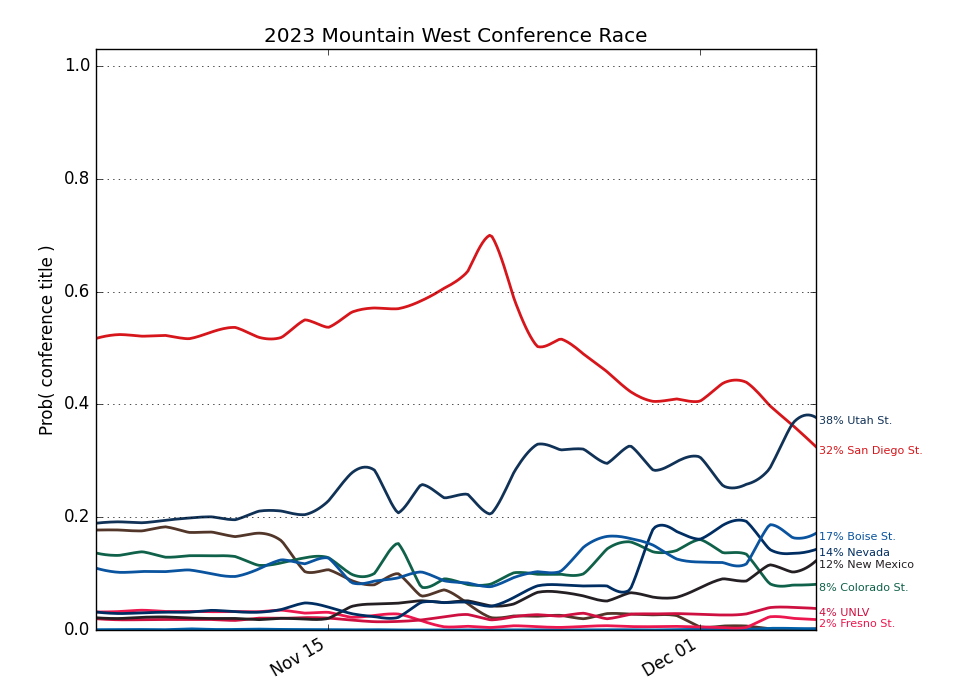 2023 Mountain West Conference Race
Prob( conference title )
1.0
0.8
0.6
0.4
0.2
0.0
Nov 15
Dec 01
38% Utah St.
32% San Diego St.
17% Boise St.
14% Nevada
12% New Mexico
8% Colorado St.
4% UNLV
2% Fresno St.